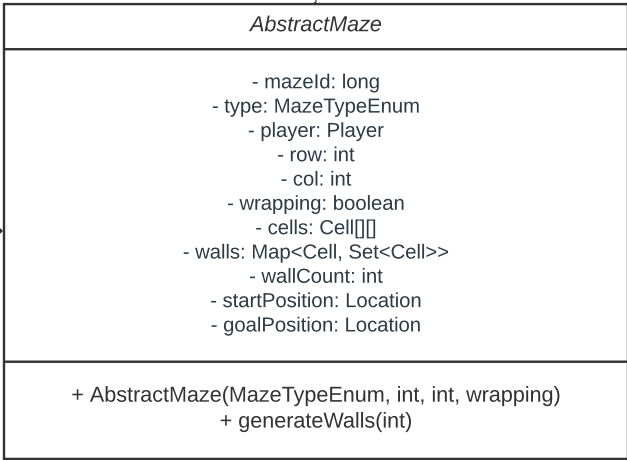 AbstractMaze
- mazeId: long
- type: MazeTypeEnum
- player: Player
- row: int
- col: int
- wrapping: boolean
- cells: Cell[][]
- walls: Map<Cell, Set<Cell>>
- wallCount: int
- startPosition: Location
- goalPosition: Location
+ AbstractMaze(MazeTypeEnum, int, int, wrapping)
+ generateWalls(int)